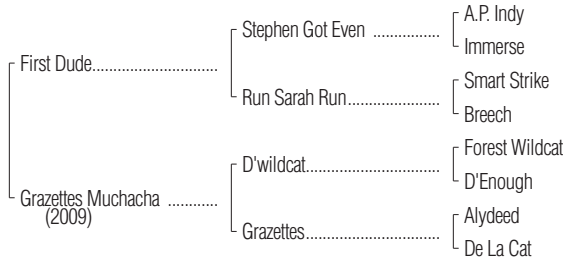 A.P. Indy
Stephen Got Even ................
Immerse
First Dude..............................
Smart Strike
Run Sarah Run......................
Breech
Forest Wildcat
D'wildcat................................
D'Enough
Grazettes Muchacha ............
(2009)
Alydeed
Grazettes................................
De La Cat